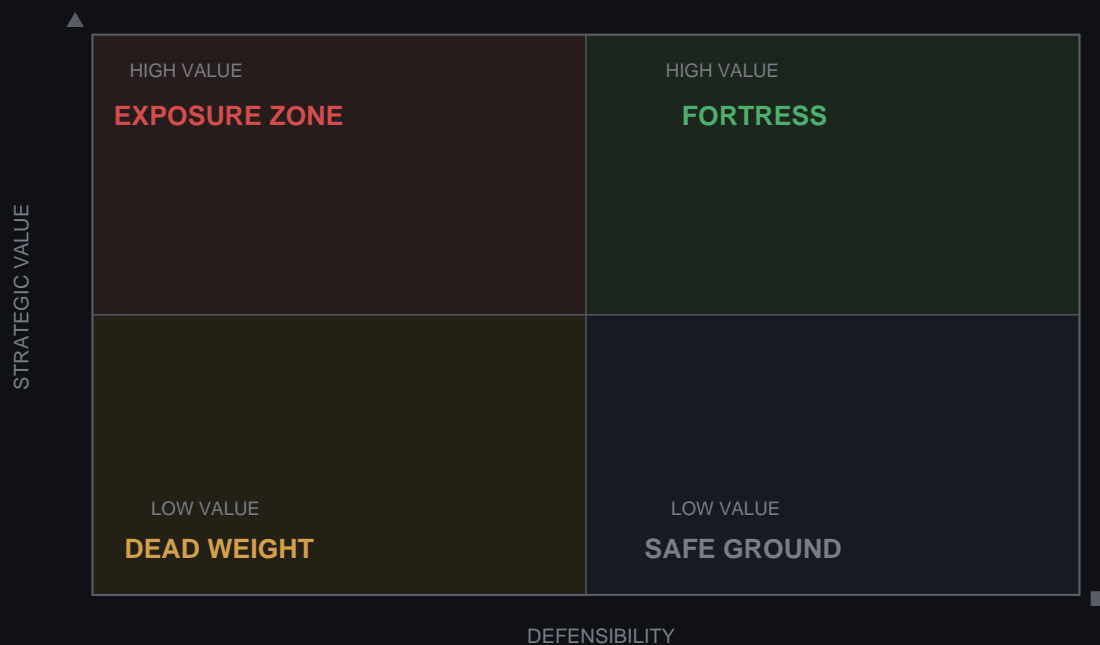 HIGH VALUE
EXPOSURE ZONE
HIGH VALUE
FORTRESS
STRATEGIC VALUE
LOW VALUE
DEAD WEIGHT
LOW VALUE
SAFE GROUND
DEFENSIBILITY